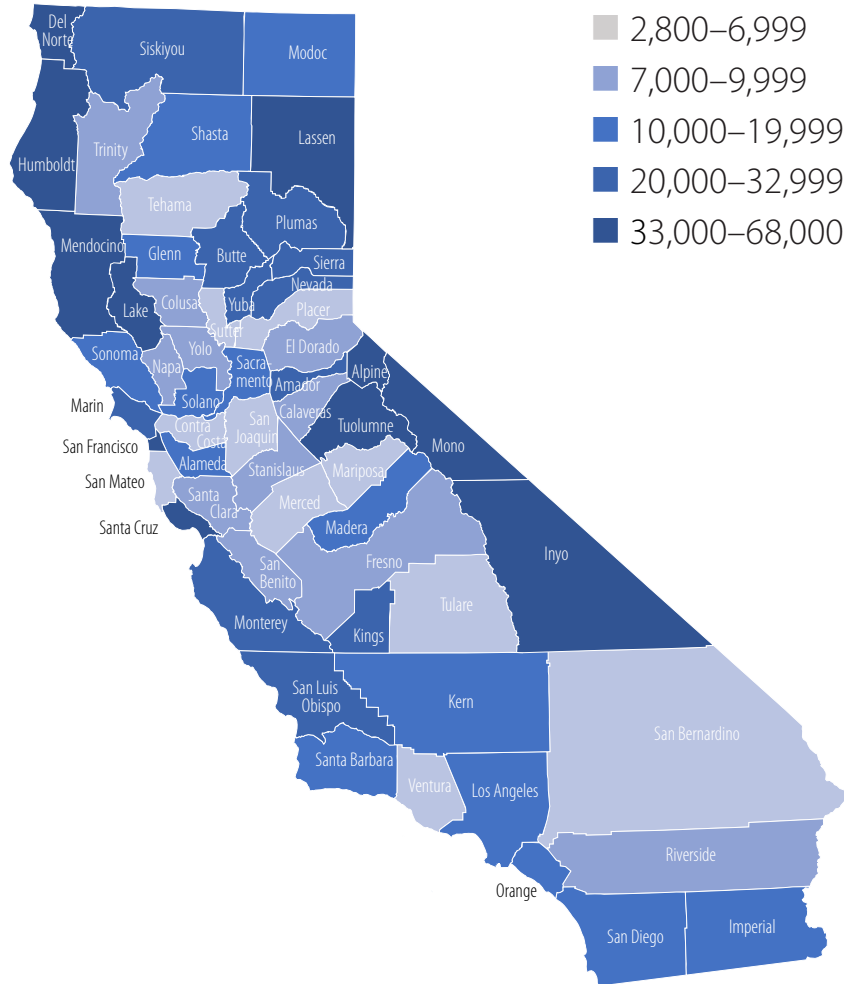 Del
Norte
Siskiyou
Modoc
2,800–6,999
7,000–9,999
10,000–19,999
20,000–32,999
33,000–68,000
Humboldt
Trinity
Shasta
Lassen
Tehama
Plumas
Mendocino
Glenn
Butte
Sierra
Nevada
Lake
Colusa
Yuba
Placer
Sutter
Sonoma
Napa
Yolo
El Dorado
Sacra-
mento
Amador
Alpine
Solano
Marin
Calaveras
Contra
Costa
San
Joaquin
Tuolumne
Mono
San Francisco
Alameda
Stanislaus
Mariposa
San Mateo
Santa
Clara
Merced
Santa Cruz
Madera
Inyo
San
Benito
Fresno
Tulare
Monterey
Kings
San Luis
Obispo
Kern
San Bernardino
Santa Barbara
Ventura
Los Angeles
Riverside
Orange
San Diego
Imperial